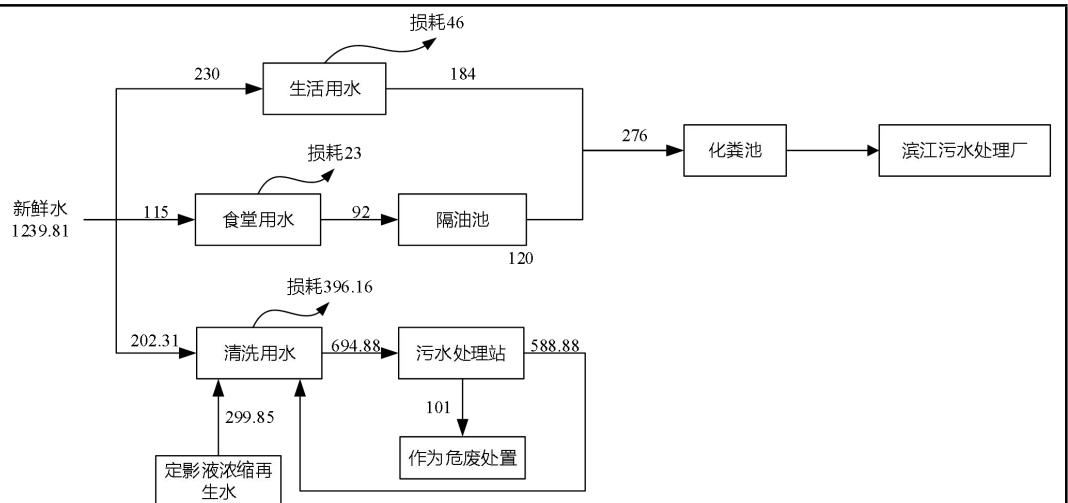 损耗46
230
生活用水
184
276
化粪池
滨江污水处理厂
损耗23
新鲜水
1239.81
115
食堂用水
92
隔油池
120
损耗396.16
202.31
清洗用水
694.88
污水处理站
588.88
299.85
101
作为危废处置
定影液浓缩再
生水